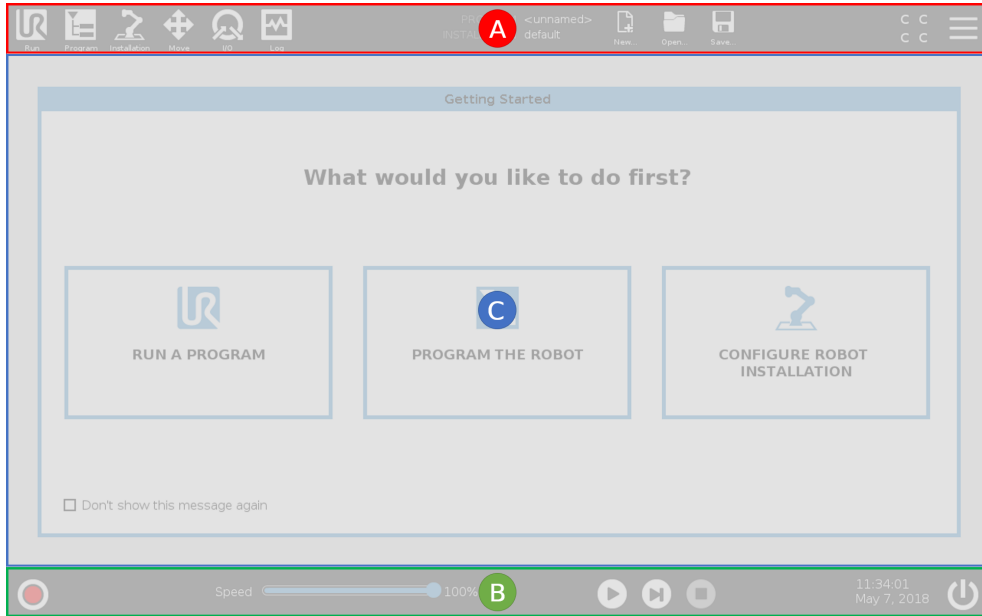 Run Program Installation Move I/O Log
PR <unnamed>
INSTAL default
New... Open... Save...
C C
C C
A
Getting Started
What would you like to do first?
C
RUN A PROGRAM
PROGRAM THE ROBOT
CONFIGURE ROBOT
INSTALLATION
Don't show this message again
Speed 100%
B
11:34:01
May 7, 2018